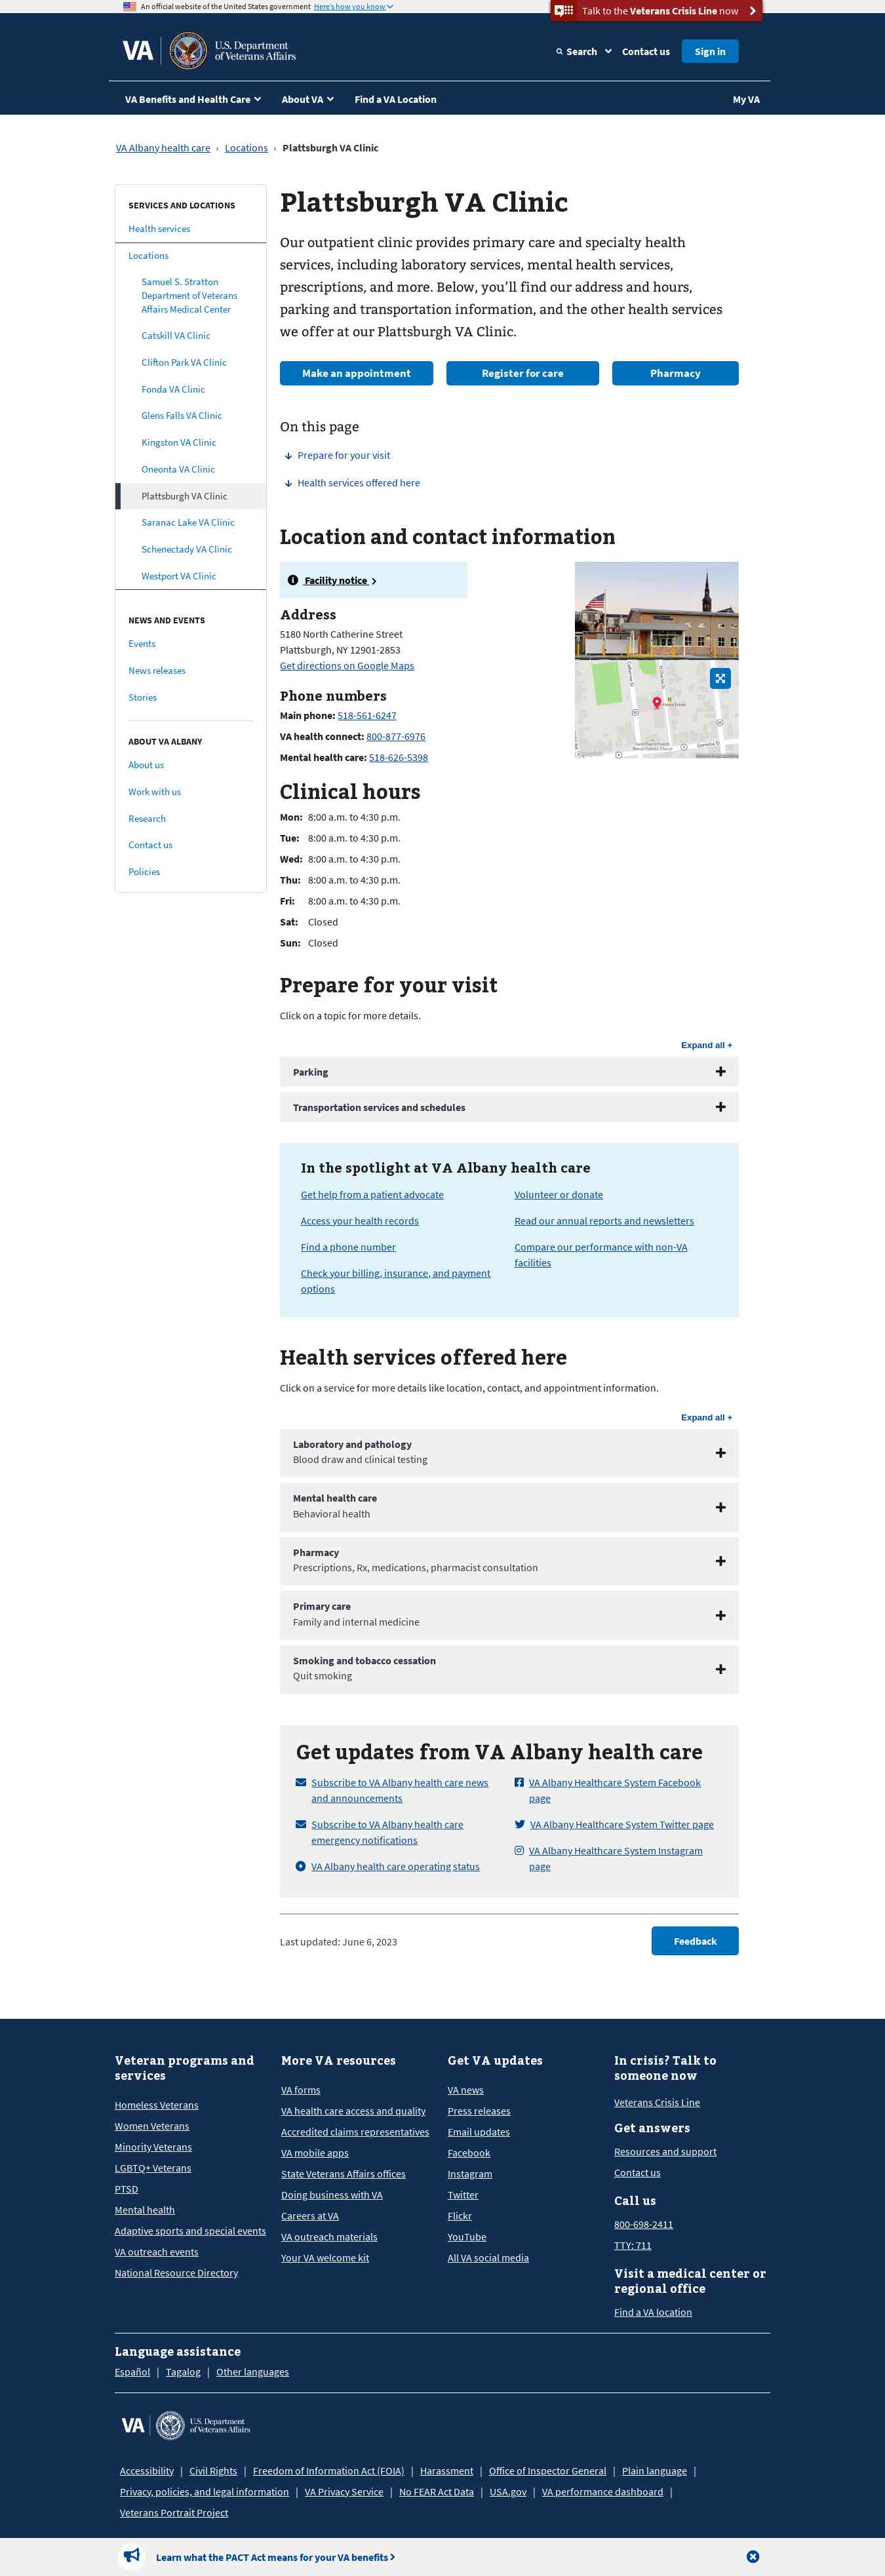 An official website of the United States government Here's how you know
Talk to the Veterans Crisis Line now
VA
U.S. Department
of Veterans Affairs
Search
Contact us
Sign in
VA Benefits and Health Care
About VA
Find a VA Location
My VA
VA Albany health care › Locations › Plattsburgh VA Clinic
SERVICES AND LOCATIONS
Health services
Locations
Samuel S. Stratton
Department of Veterans
Affairs Medical Center
Catskill VA Clinic
Clifton Park VA Clinic
Fonda VA Clinic
Glens Falls VA Clinic
Kingston VA Clinic
Oneonta VA Clinic
Plattsburgh VA Clinic
Saranac Lake VA Clinic
Schenectady VA Clinic
Westport VA Clinic
NEWS AND EVENTS
Events
News releases
Stories
ABOUT VA ALBANY
About us
Work with us
Research
Contact us
Policies
Plattsburgh VA Clinic
Our outpatient clinic provides primary care and specialty health
services, including laboratory services, mental health services,
prescriptions, and more. Below, you’ll find our address and hours,
parking and transportation information, and the other health services
we offer at our Plattsburgh VA Clinic.
Make an appointment
Register for care
Pharmacy
On this page
Prepare for your visit
Health services offered here
Location and contact information
Facility notice
Address
5180 North Catherine Street
Plattsburgh, NY 12901-2853
Get directions on Google Maps
Phone numbers
Main phone: 518-561-6247
VA health connect: 800-877-6976
Mental health care: 518-626-5398
Cornelia St
Clinical hours
Mon: 8:00 a.m. to 4:30 p.m.
Tue: 8:00 a.m. to 4:30 p.m.
Wed: 8:00 a.m. to 4:30 p.m.
Thu: 8:00 a.m. to 4:30 p.m.
Fri: 8:00 a.m. to 4:30 p.m.
Sat: Closed
Sun: Closed
Prepare for your visit
Click on a topic for more details.
Expand all +
Parking
Transportation services and schedules
In the spotlight at VA Albany health care
Get help from a patient advocate
Access your health records
Find a phone number
Check your billing, insurance, and payment
options
Volunteer or donate
Read our annual reports and newsletters
Compare our performance with non-VA
facilities
Health services offered here
Click on a service for more details like location, contact, and appointment information.
Expand all +
Laboratory and pathology
Blood draw and clinical testing
Mental health care
Behavioral health
Pharmacy
Prescriptions, Rx, medications, pharmacist consultation
Primary care
Family and internal medicine
Smoking and tobacco cessation
Quit smoking
Get updates from VA Albany health care
Subscribe to VA Albany health care news
and announcements
Subscribe to VA Albany health care
emergency notifications
VA Albany health care operating status
VA Albany Healthcare System Facebook
page
VA Albany Healthcare System Twitter page
VA Albany Healthcare System Instagram
page
Last updated: June 6, 2023
Feedback
Veteran programs and
services
Homeless Veterans
Women Veterans
Minority Veterans
LGBTQ+ Veterans
PTSD
Mental health
Adaptive sports and special events
VA outreach events
National Resource Directory
More VA resources
VA forms
VA health care access and quality
Accredited claims representatives
VA mobile apps
State Veterans Affairs offices
Doing business with VA
Careers at VA
VA outreach materials
Your VA welcome kit
Get VA updates
VA news
Press releases
Email updates
Facebook
Instagram
Twitter
Flickr
YouTube
All VA social media
In crisis? Talk to
someone now
Veterans Crisis Line
Get answers
Resources and support
Contact us
Call us
800-698-2411
TTY: 711
Visit a medical center or
regional office
Find a VA location
Language assistance
Español | Tagalog | Other languages
VA
U.S. Department
of Veterans Affairs
Accessibility | Civil Rights | Freedom of Information Act (FOIA) | Harassment | Office of Inspector General | Plain language |
Privacy, policies, and legal information | VA Privacy Service | No FEAR Act Data | USA.gov | VA performance dashboard |
Veterans Portrait Project
Learn what the PACT Act means for your VA benefits